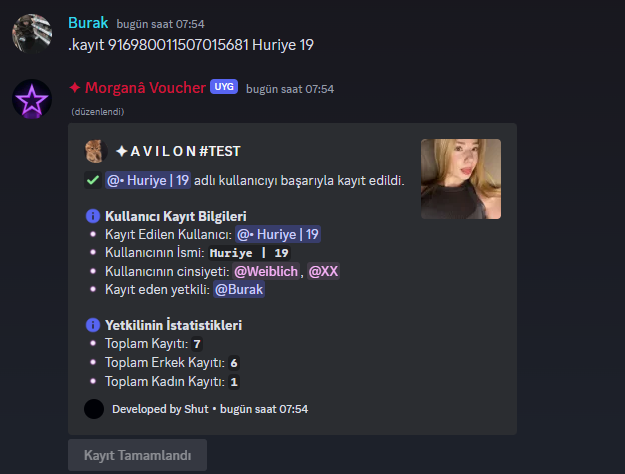 Burak bugün saat 07:54
.kayıt 916980011507015681 Huriye 19
✦ Morganā Voucher UYG bugün saat 07:54
(düzenlendi)
✦ A V I L O N #TEST
@• Huriye | 19 adlı kullanıcıyı başarıyla kayıt edildi.
Kullanıcı Kayıt Bilgileri
• Kayıt Edilen Kullanıcı: @• Huriye | 19
• Kullanıcının İsmi: Huriye | 19
• Kullanıcının cinsiyeti: @Weiblich , @XX
• Kayıt eden yetkili: @Burak
Yetkilinin İstatistikleri
• Toplam Kayıtı: 7
• Toplam Erkek Kayıtı: 6
• Toplam Kadın Kayıtı: 1
Developed by Shut • bugün saat 07:54
Kayıt Tamamlandı